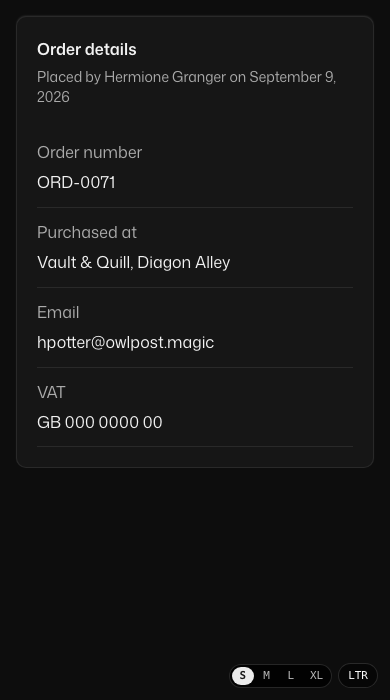 Order details
Placed by Hermione Granger on September 9,
2026
Order number
ORD-0071
Purchased at
Vault & Quill, Diagon Alley
Email
hpotter@owlpost.magic
VAT
GB 000 0000 00
S M L XL LTR